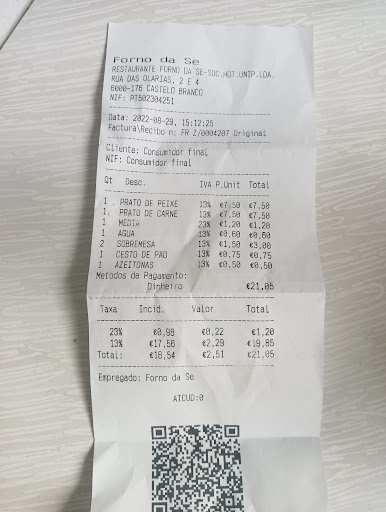 Forno da Se
RESTAURANTE FORNO DA SE-SOC.HOT.UNIP.LDA.
RUA DAS OLARIAS, 2 E 4
6000-176 CASTELO BRANCO
NIF: PT502304251
Data: 2022-08-29, 15:12:25
Factura\Recibo n: FR Z/0004207 Original
Cliente: Consumidor final
NIF: Consumidor final
Qt Desc. IVA P.Unit Total
1 PRATO DE PEIXE 13% €7,50 €7,50
1 PRATO DE CARNE 13% €7,50 €7,50
1 MEDIA 23% €1,20 €1,20
1 AGUA 13% €0,60 €0,60
2 SOBREMESA 13% €1,50 €3,00
1 CESTO DE PAO 13% €0,75 €0,75
1 AZEITONAS 13% €0,50 €0,50
Metodos de Pagamento:
Dinheiro €21,05
Taxa Incid. Valor Total
23% €0,98 €0,22 €1,20
13% €17,56 €2,29 €19,85
Total: €18,54 €2,51 €21,05
Empregado: Forno da Se
ATCUD:0